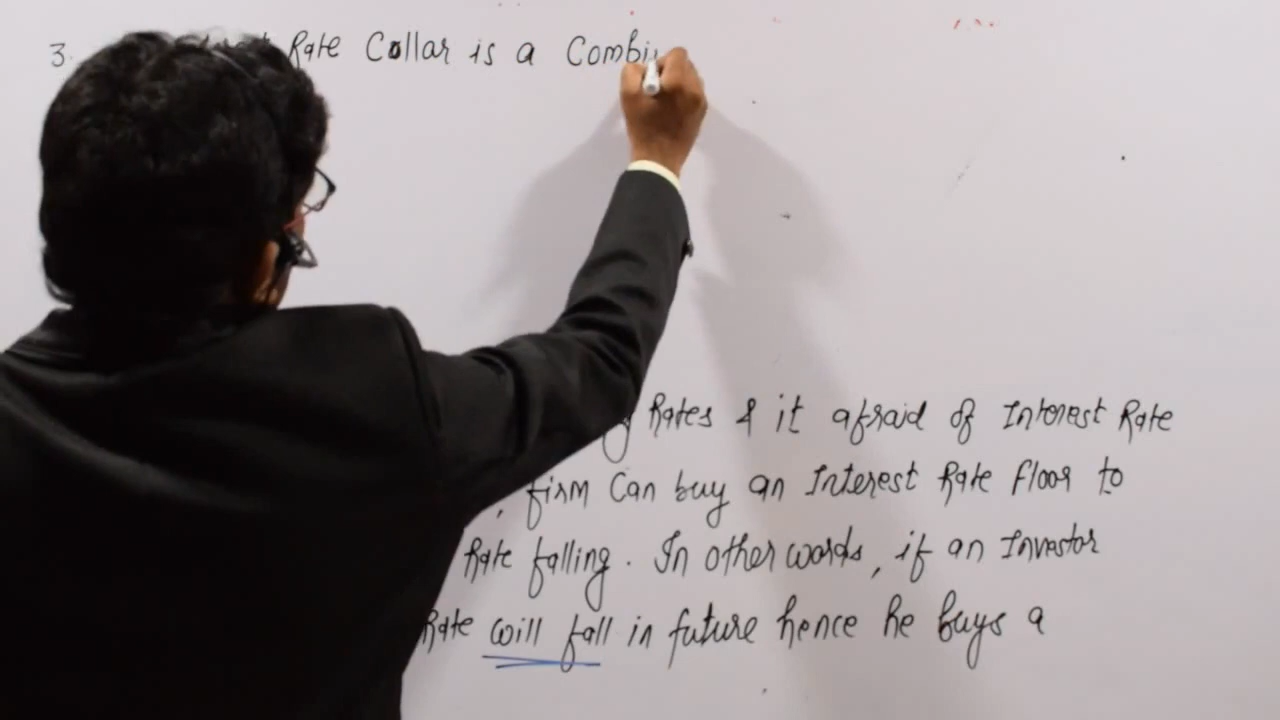 3. Rate Collar is a Combi
Rates & it afraid of Interest Rate
, firm Can buy an Interest Rate floor to
Rate falling. In other words, if an Investor
Rate will fall in future hence he buys a